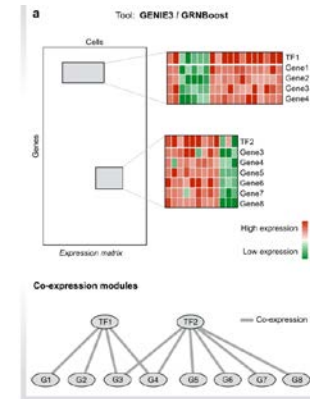 a
Tool: GENIE3 / GRNBoost
Cells
Genes
TF1
Gene1
Gene2
Gene3
Gene4
TF2
Gene3
Gene4
Gene5
Gene6
Gene7
Gene8
High expression
Low expression
Expression matrix
Co-expression modules
TF1 TF2 Co-expression
G1 G2 G3 G4 G5 G6 G7 G8